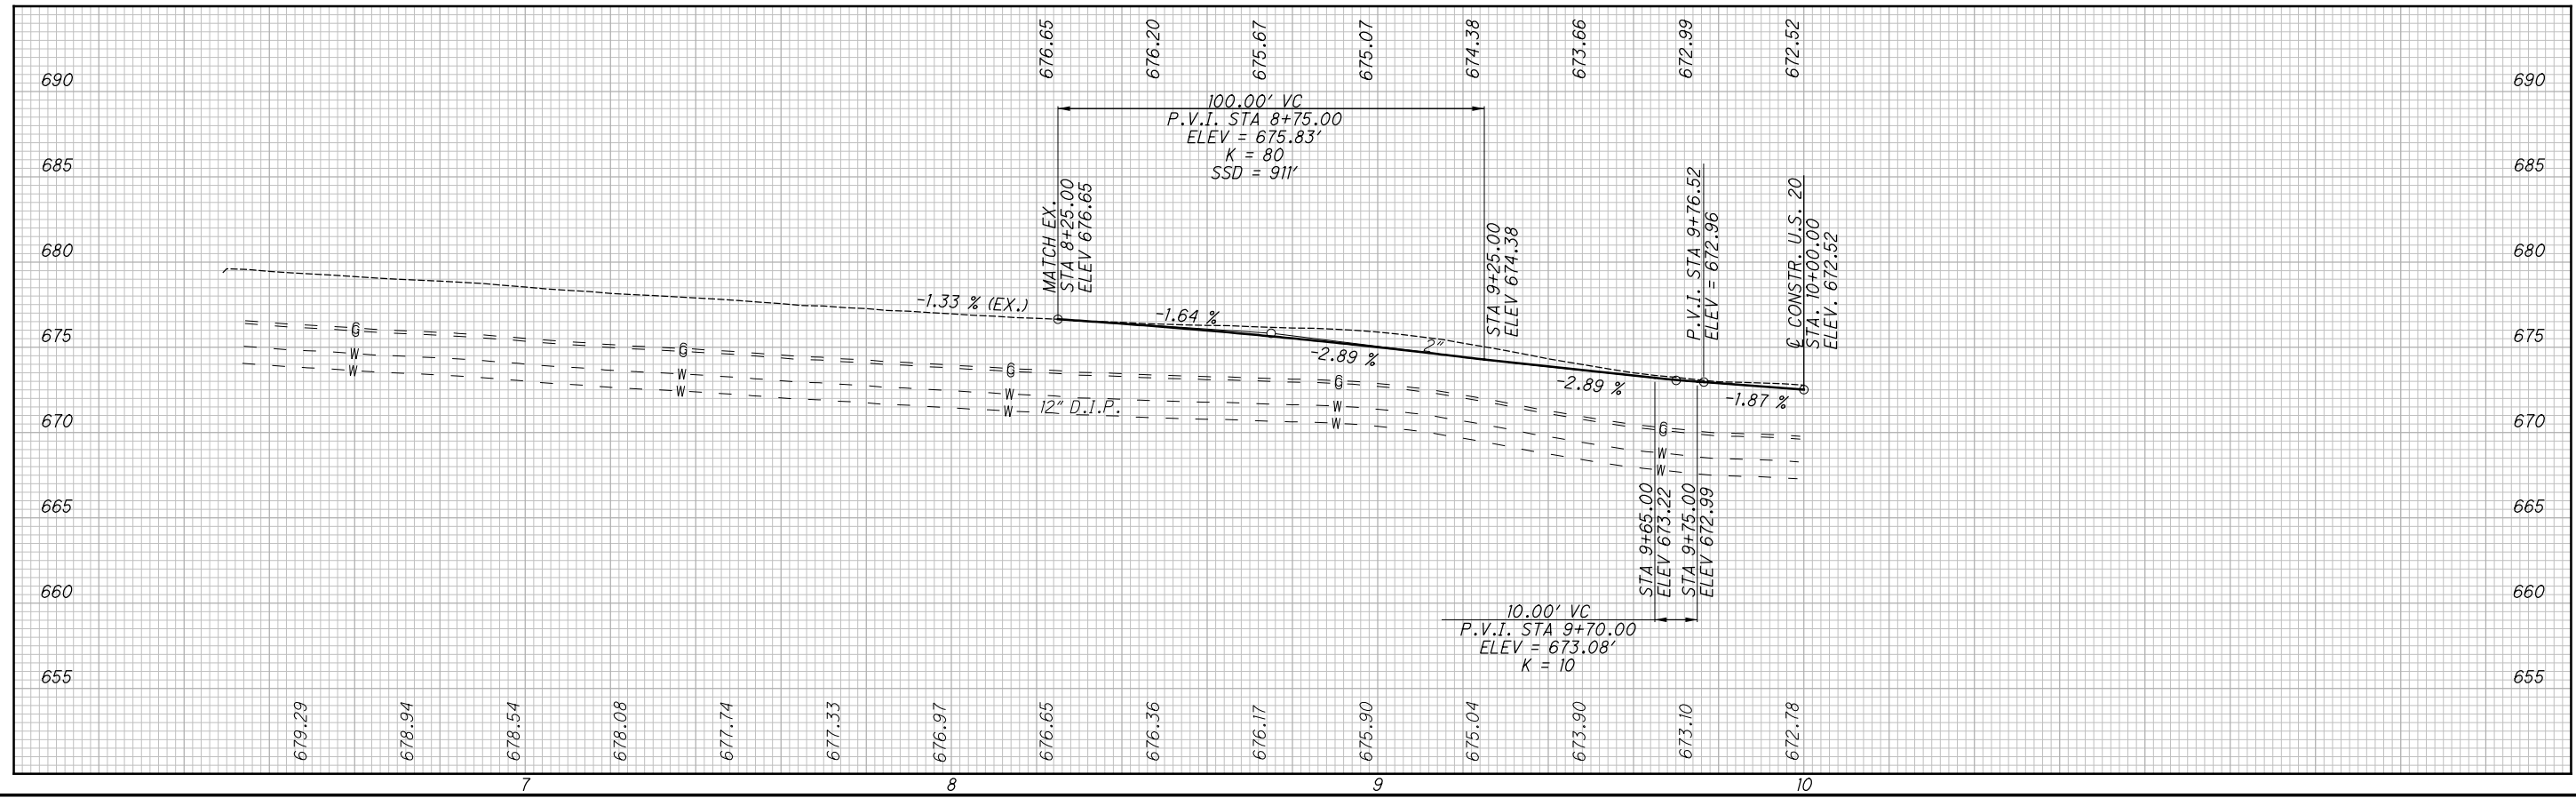 676.65 676.20 675.67 675.07 674.38 673.66 672.99 672.52
690 690
100.00' VC
P.V.I. STA 8+75.00
ELEV = 675.83'
K = 80
SSD = 911'
685 685
MATCH EX.
STA 8+25.00
ELEV 676.65
STA 9+25.00
ELEV 674.38
P.V.I. STA 9+76.52
ELEV = 672.96
℄ CONSTR. U.S. 20
STA. 10+00.00
ELEV. 672.52
680 680
-1.33 % (EX.)
-1.64 %
675 675
G G G G G
W W W W W
W W W W W
-2.89 %
2"
-2.89 %
-1.87 %
12" D.I.P.
670 670
665 665
STA 9+65.00
ELEV 673.22
STA 9+75.00
ELEV 672.99
660 660
10.00' VC
P.V.I. STA 9+70.00
ELEV = 673.08'
K = 10
655 655
679.29 678.94 678.54 678.08 677.74 677.33 676.97 676.65 676.36 676.17 675.90 675.04 673.90 673.10 672.78
7 8 9 10